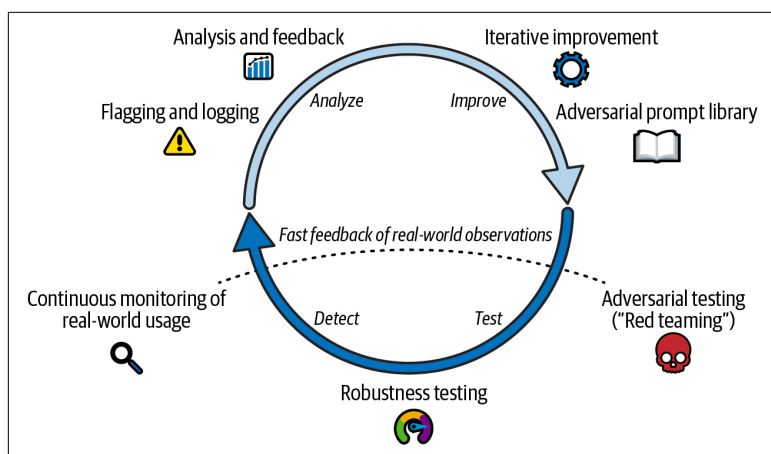 Analysis and feedback
Iterative improvement
Analyze
Improve
Flagging and logging
Adversarial prompt library
Fast feedback of real-world observations
Continuous monitoring of
real-world usage
Adversarial testing
("Red teaming")
Detect
Test
Robustness testing